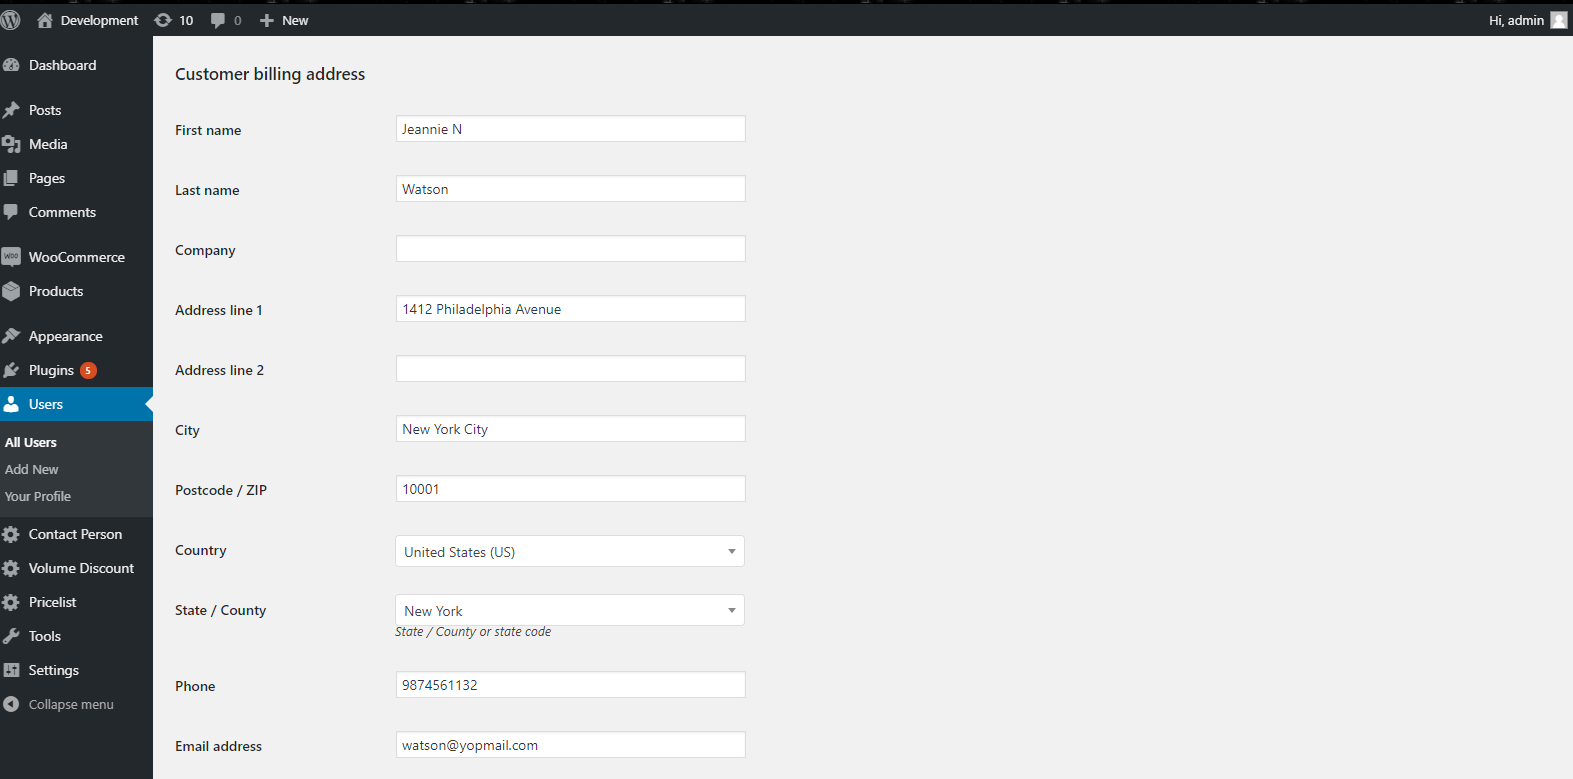 Development 10 0 New Hi, admin
Dashboard
Posts
Media
Pages
Comments
WooCommerce
Products
Appearance
Plugins 5
Users
All Users
Add New
Your Profile
Contact Person
Volume Discount
Pricelist
Tools
Settings
Collapse menu
Customer billing address
First name Jeannie N
Last name Watson
Company
Address line 1 1412 Philadelphia Avenue
Address line 2
City New York City
Postcode / ZIP 10001
Country United States (US)
State / County New York
State / County or state code
Phone 9874561132
Email address watson@yopmail.com